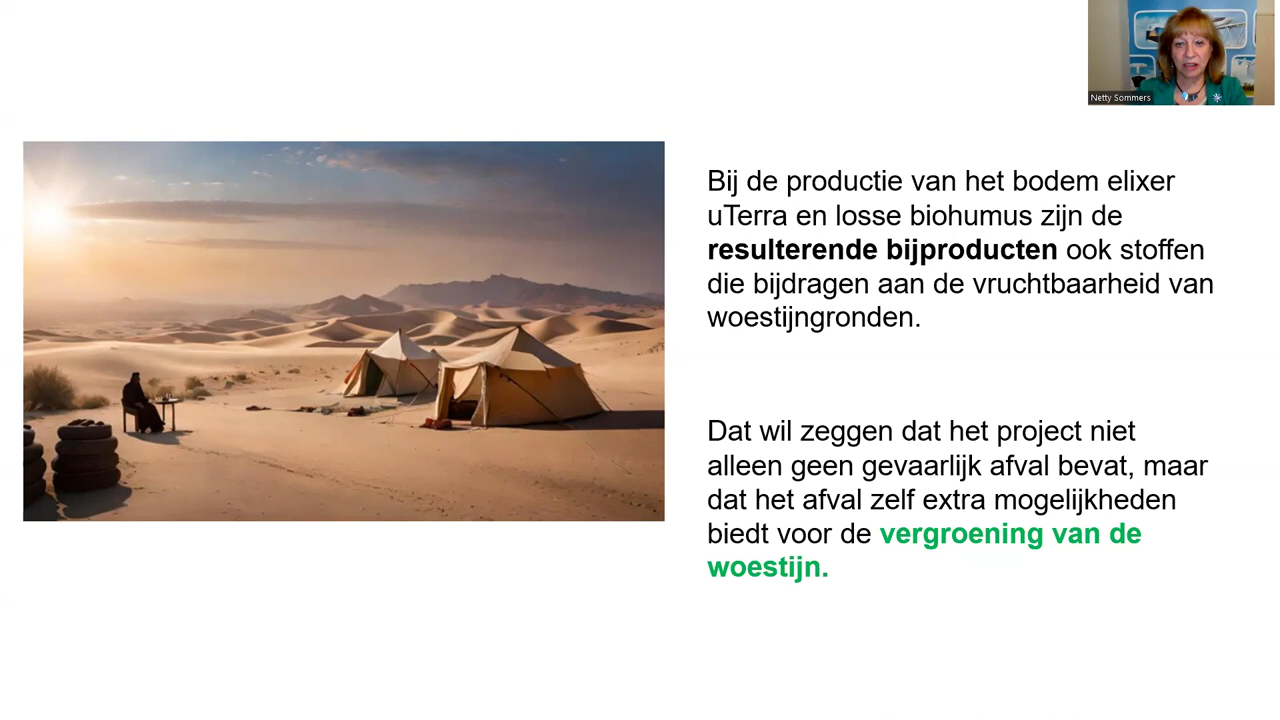 Netty Sommers
Bij de productie van het bodem elixer
uTerra en losse biohumus zijn de
resulterende bijproducten ook stoffen
die bijdragen aan de vruchtbaarheid van
woestijngronden.
Dat wil zeggen dat het project niet
alleen geen gevaarlijk afval bevat, maar
dat het afval zelf extra mogelijkheden
biedt voor de vergroening van de
woestijn.